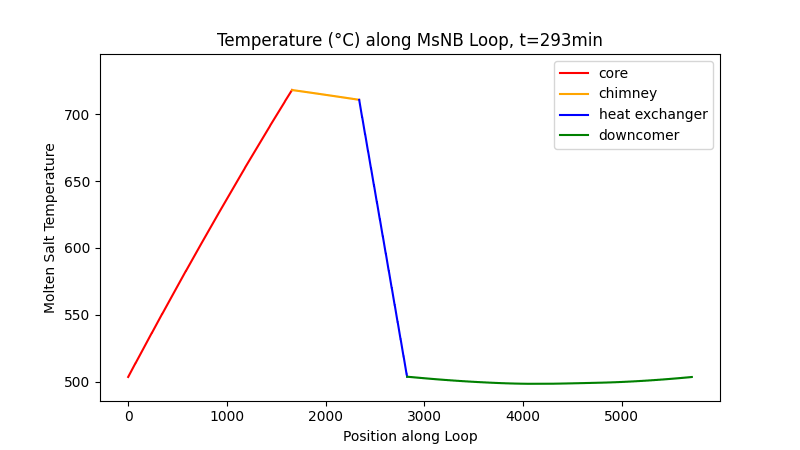 Temperature (°C) along MsNB Loop, t=293min
core
chimney
heat exchanger
downcomer
Molten Salt Temperature
700
650
600
550
500
0 1000 2000 3000 4000 5000
Position along Loop